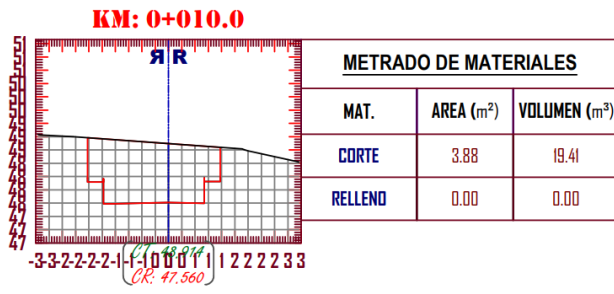 KM: 0+010.0
ЯR
METRADO DE MATERIALES
MAT. AREA (m²) VOLUMEN (m³)
CORTE 3.88 19.41
RELLENO 0.00 0.00
CT: 48.914
CR: 47.560